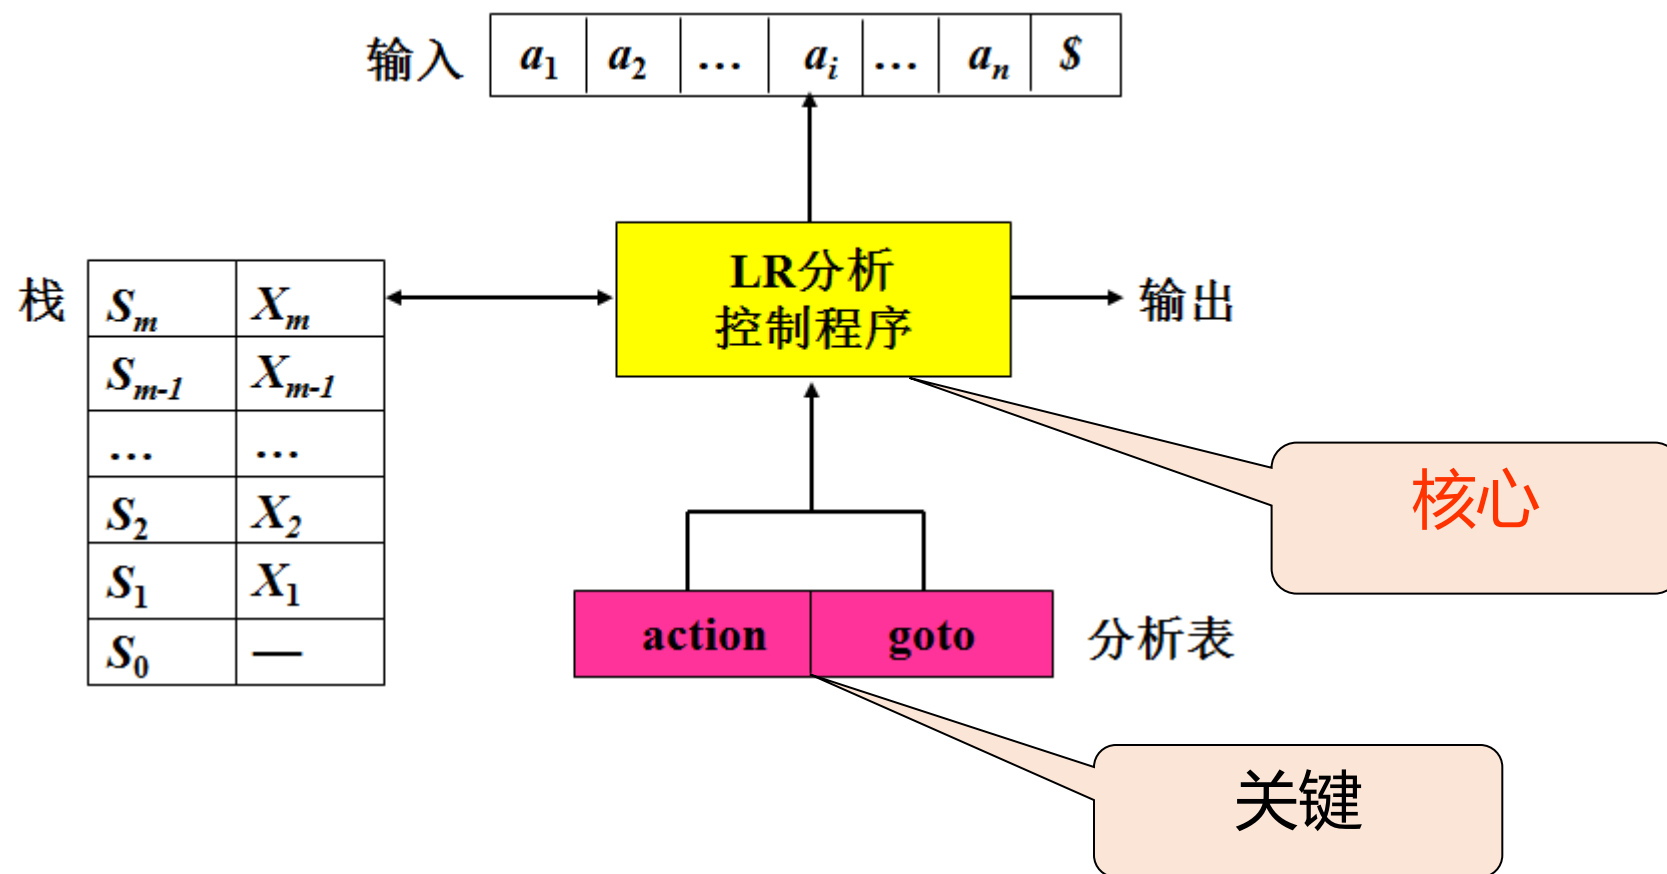 输入 a1 a2 … ai … an $
LR分析
控制程序
输出
栈
Sm Xm
Sm-1 Xm-1
… …
S2 X2
S1 X1
S0 —
核心
action goto 分析表
关键